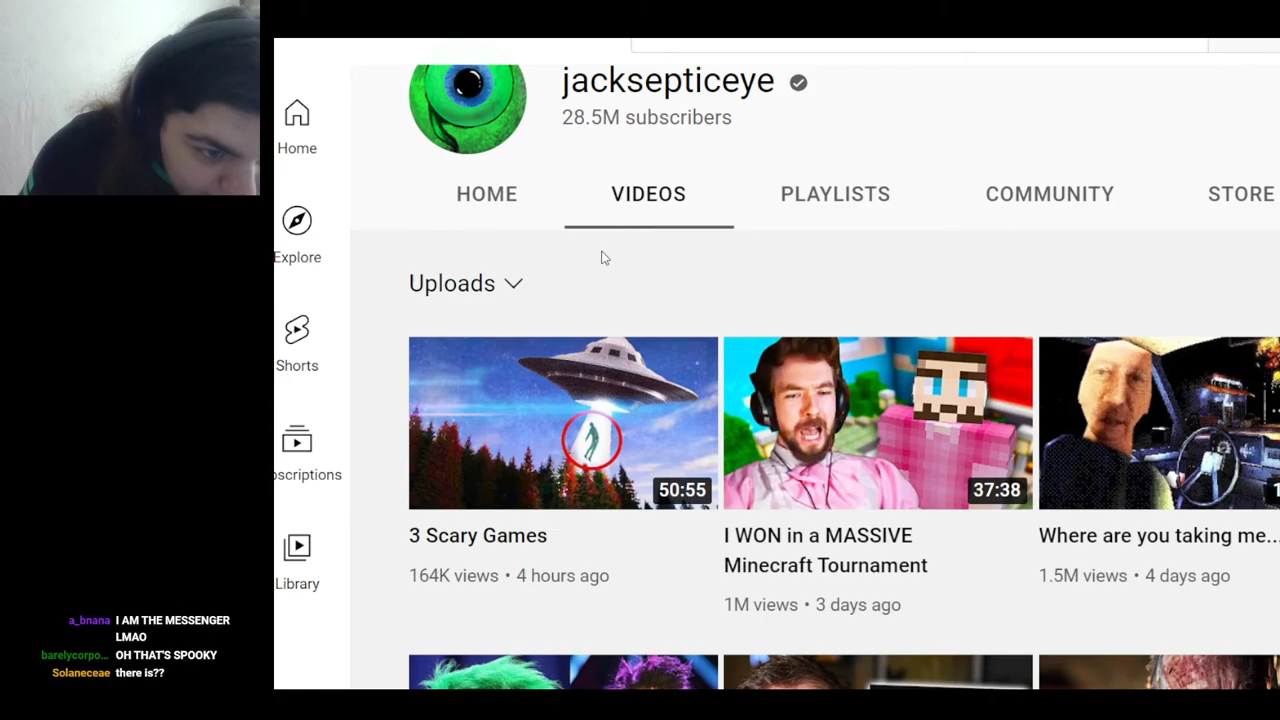 jacksepticeye
28.5M subscribers
HOME VIDEOS PLAYLISTS COMMUNITY STORE
Home
Explore
Shorts
bscriptions
Library
Uploads
50:55
37:38
3 Scary Games
164K views • 4 hours ago
I WON in a MASSIVE
Minecraft Tournament
1M views • 3 days ago
Where are you taking me...
1.5M views • 4 days ago
a_bnana I AM THE MESSENGER
LMAO
barelycorpo... OH THAT'S SPOOKY
Solaneceae there is??